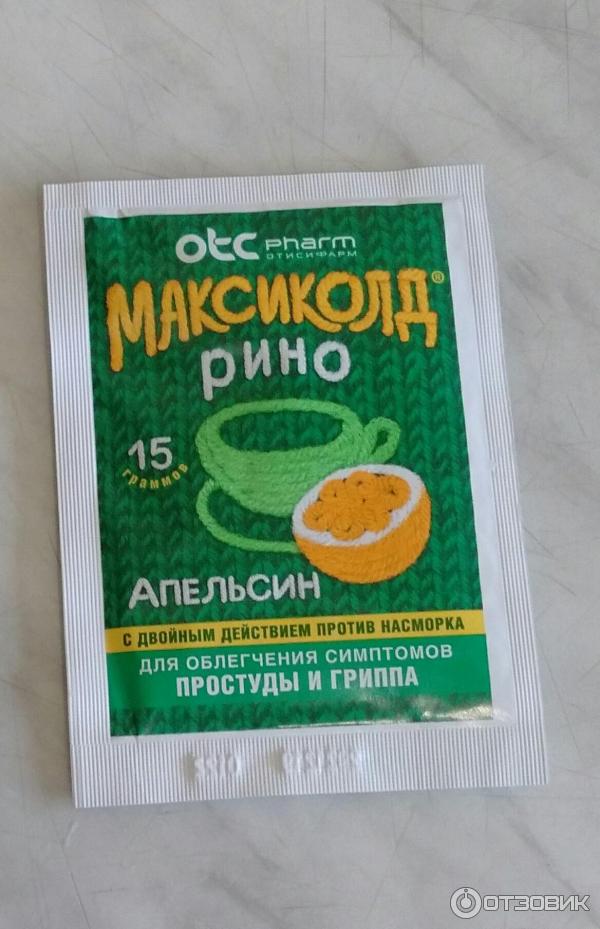 otc pharm
ОТИСИФАРМ
МАКСИКОЛД®
РИНО
15
граммов
АПЕЛЬСИН
С ДВОЙНЫМ ДЕЙСТВИЕМ ПРОТИВ НАСМОРКА
ДЛЯ ОБЛЕГЧЕНИЯ СИМПТОМОВ
ПРОСТУДЫ И ГРИППА
ОТЗОВИК